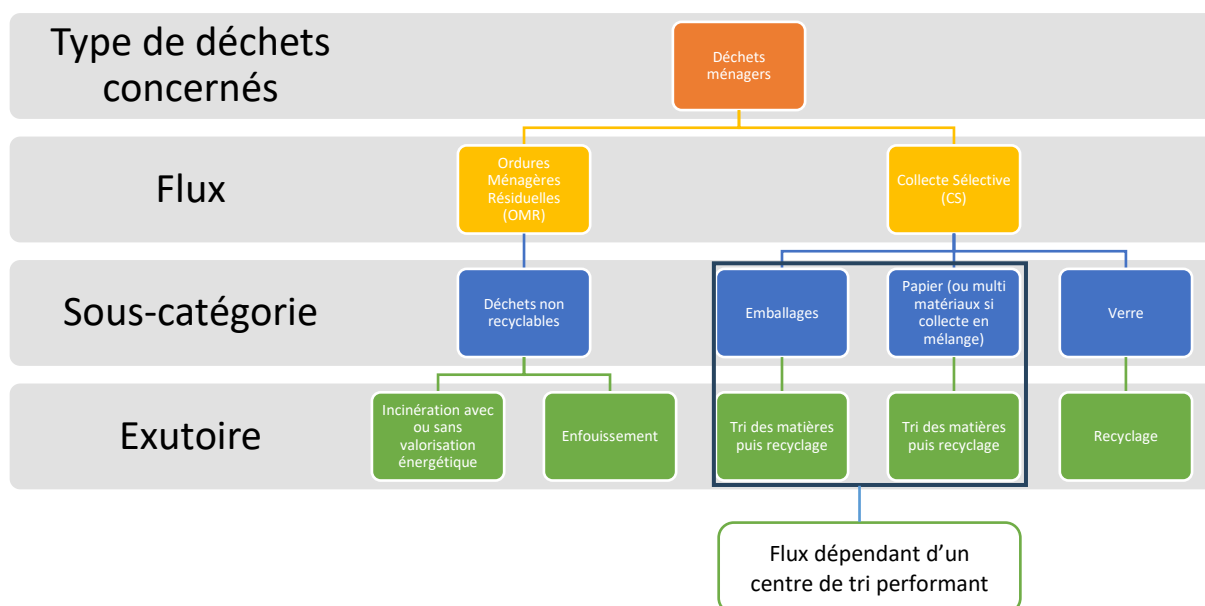 Type de déchets
concernés
Déchets
ménagers
Flux
Ordures
Ménagères
Résiduelles
(OMR)
Collecte Sélective
(CS)
Sous-catégorie
Déchets non
recyclables
Emballages
Papier (ou multi
matériaux si
collecte en
mélange)
Verre
Exutoire
Incinération avec
ou sans
valorisation
énergétique
Enfouissement
Tri des matières
puis recyclage
Tri des matières
puis recyclage
Recyclage
Flux dépendant d’un
centre de tri performant